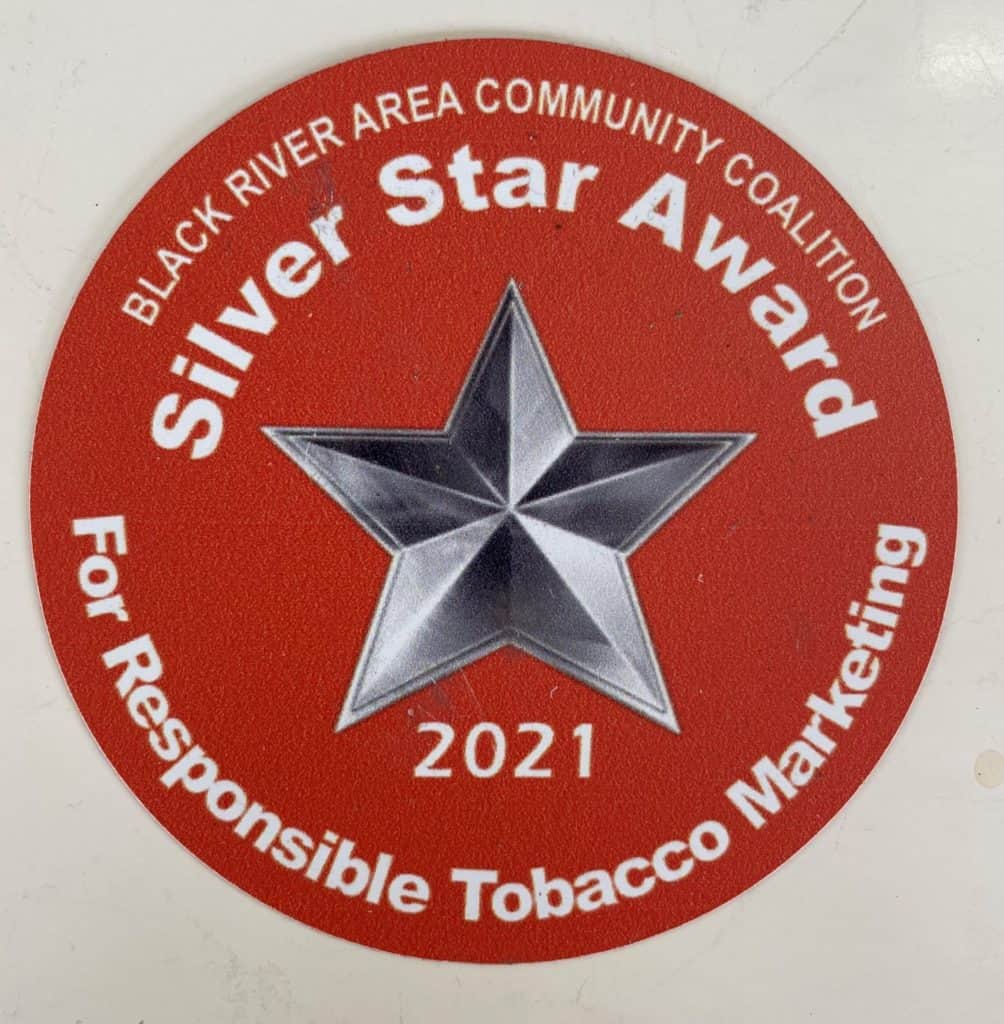 BLACK RIVER AREA COMMUNITY COALITION
Silver Star Award
2021
For Responsible Tobacco Marketing